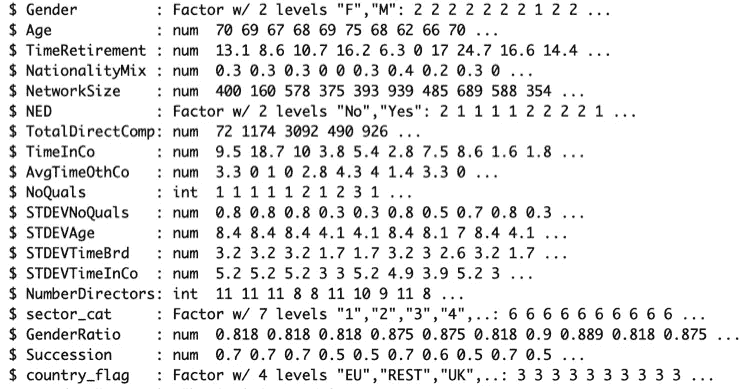 $ Gender         : Factor w/ 2 levels "F","M": 2 2 2 2 2 2 2 1 2 2 ...
$ Age            : num  70 69 67 68 69 75 68 62 66 70 ...
$ TimeRetirement : num  13.1 8.6 10.7 16.2 6.3 0 17 24.7 16.6 14.4 ...
$ NationalityMix : num  0.3 0.3 0.3 0 0 0.3 0.4 0.2 0.3 0 ...
$ NetworkSize    : num  400 160 578 375 393 939 485 689 588 354 ...
$ NED            : Factor w/ 2 levels "No","Yes": 2 1 1 1 1 2 2 2 2 1 ...
$ TotalDirectComp: num  72 1174 3092 490 926 ...
$ TimeInCo       : num  9.5 18.7 10 3.8 5.4 2.8 7.5 8.6 1.6 1.8 ...
$ AvgTimeOthCo   : num  3.3 0 1 0 2.8 4.3 4 1.4 3.3 0 ...
$ NoQuals        : int  1 1 1 1 1 2 1 2 3 1 ...
$ STDEVNoQuals   : num  0.8 0.8 0.8 0.3 0.3 0.8 0.5 0.7 0.8 0.3 ...
$ STDEVAge       : num  8.4 8.4 8.4 4.1 4.1 8.4 8.1 7 8.4 4.1 ...
$ STDEVTimeBrd   : num  3.2 3.2 3.2 1.7 1.7 3.2 3 2.6 3.2 1.7 ...
$ STDEVTimeInCo  : num  5.2 5.2 5.2 3 3 5.2 4.9 3.9 5.2 3 ...
$ NumberDirectors: int  11 11 11 8 8 11 10 9 11 8 ...
$ sector_cat     : Factor w/ 7 levels "1","2","3","4",..: 6 6 6 6 6 6 6 6 6 6 ...
$ GenderRatio    : num  0.818 0.818 0.818 0.875 0.875 0.818 0.9 0.889 0.818 0.875 ...
$ Succession     : num  0.7 0.7 0.7 0.5 0.5 0.7 0.6 0.5 0.7 0.5 ...
$ country_flag   : Factor w/ 4 levels "EU","REST","UK",..: 3 3 3 3 3 3 3 3 3 3 ...